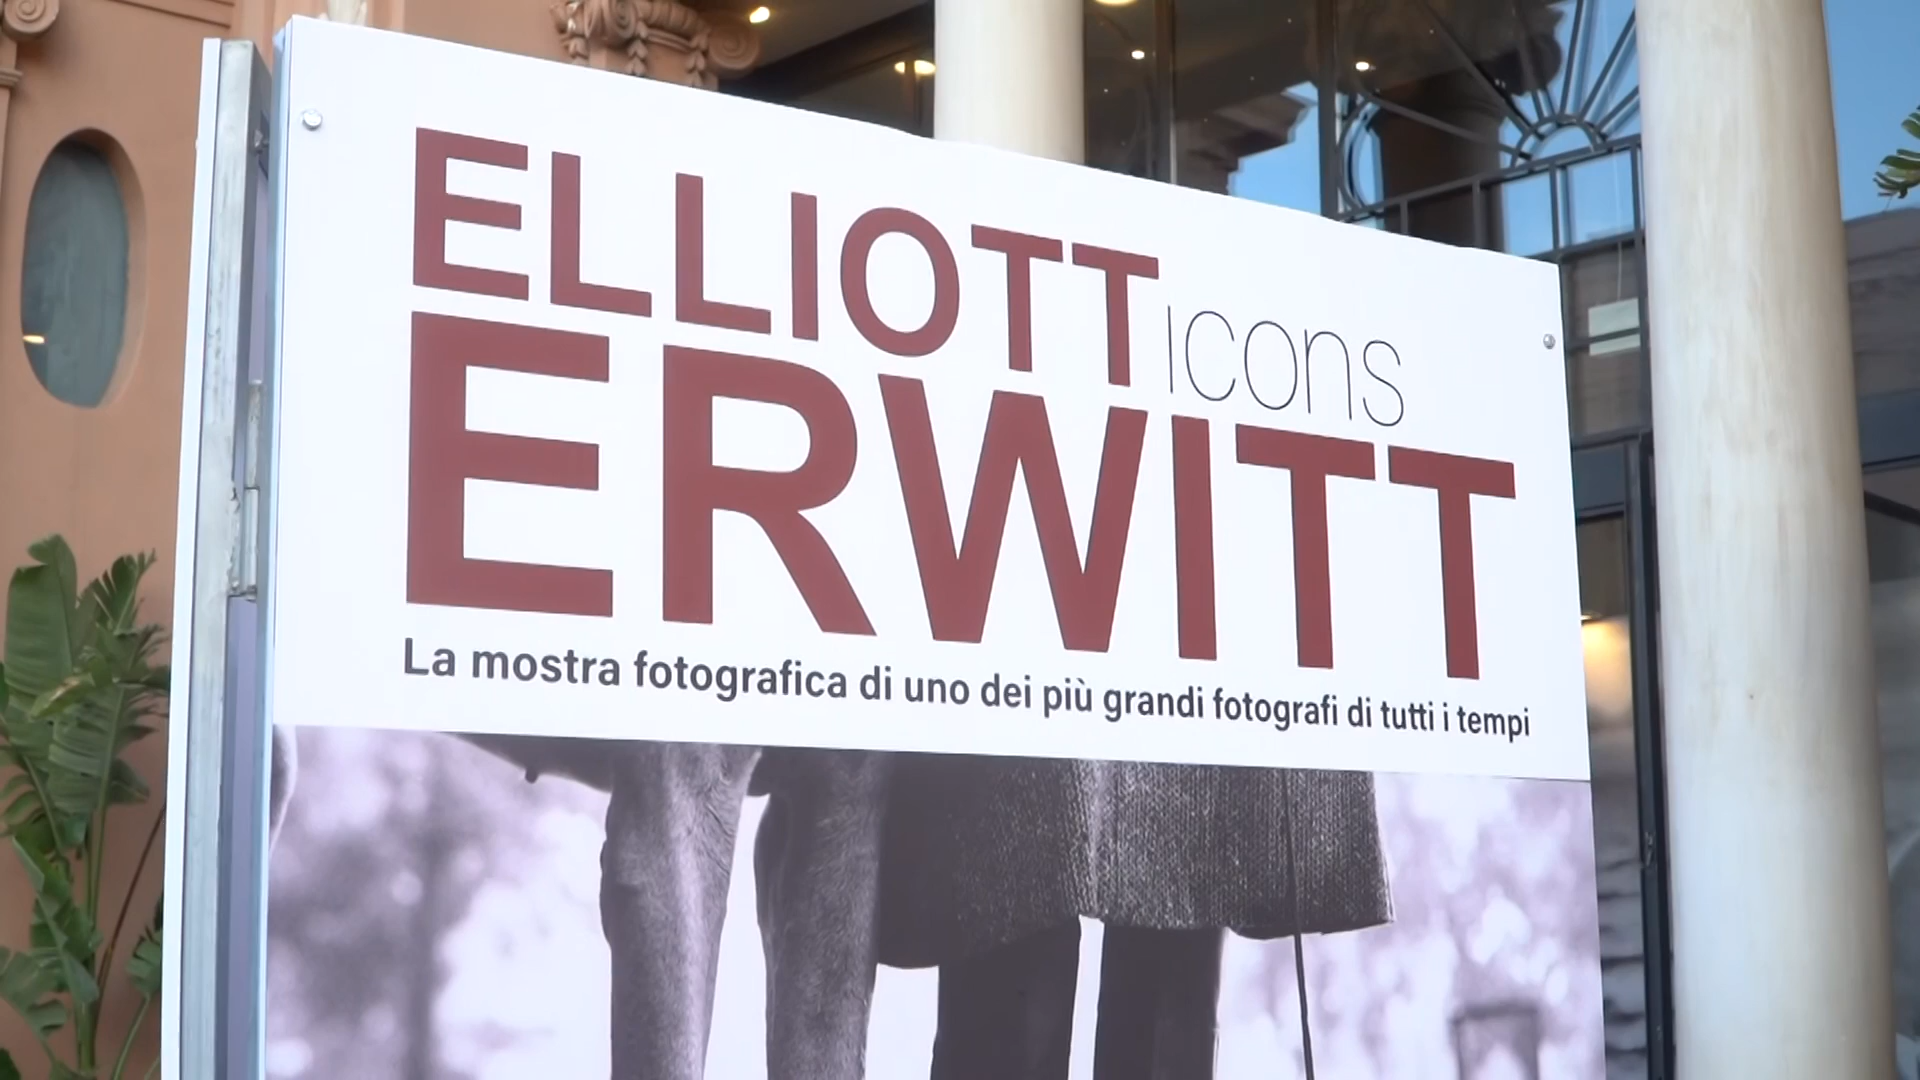 ELLIOTT icons
ERWITT
La mostra fotografica di uno dei più grandi fotografi di tutti i tempi